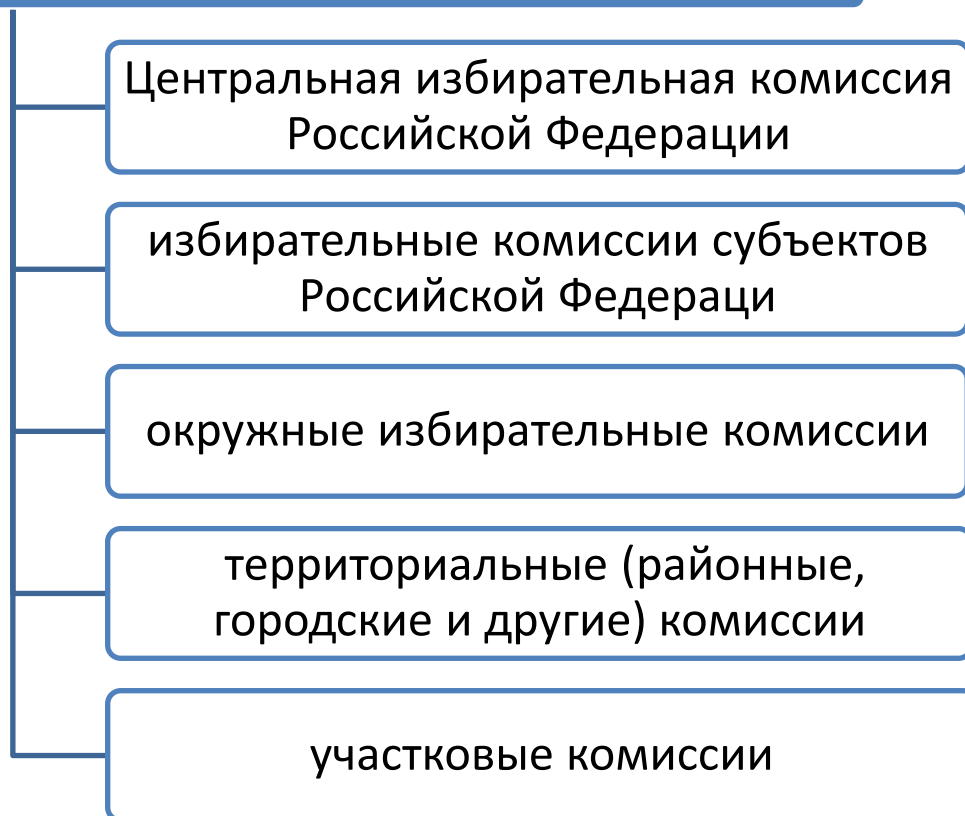 Центральная избирательная комиссия
Российской Федерации
избирательные комиссии субъектов
Российской Федераци
окружные избирательные комиссии
территориальные (районные,
городские и другие) комиссии
участковые комиссии